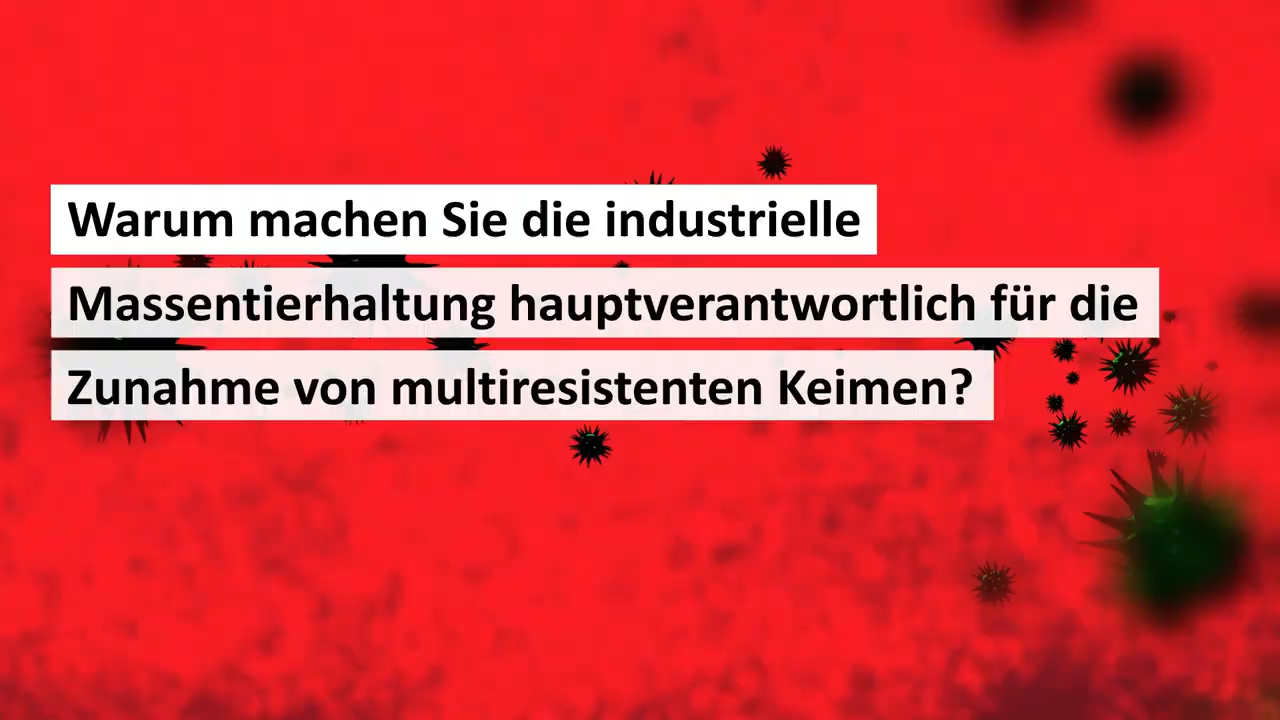 Warum machen Sie die industrielle
Massentierhaltung hauptverantwortlich für die
Zunahme von multiresistenten Keimen?